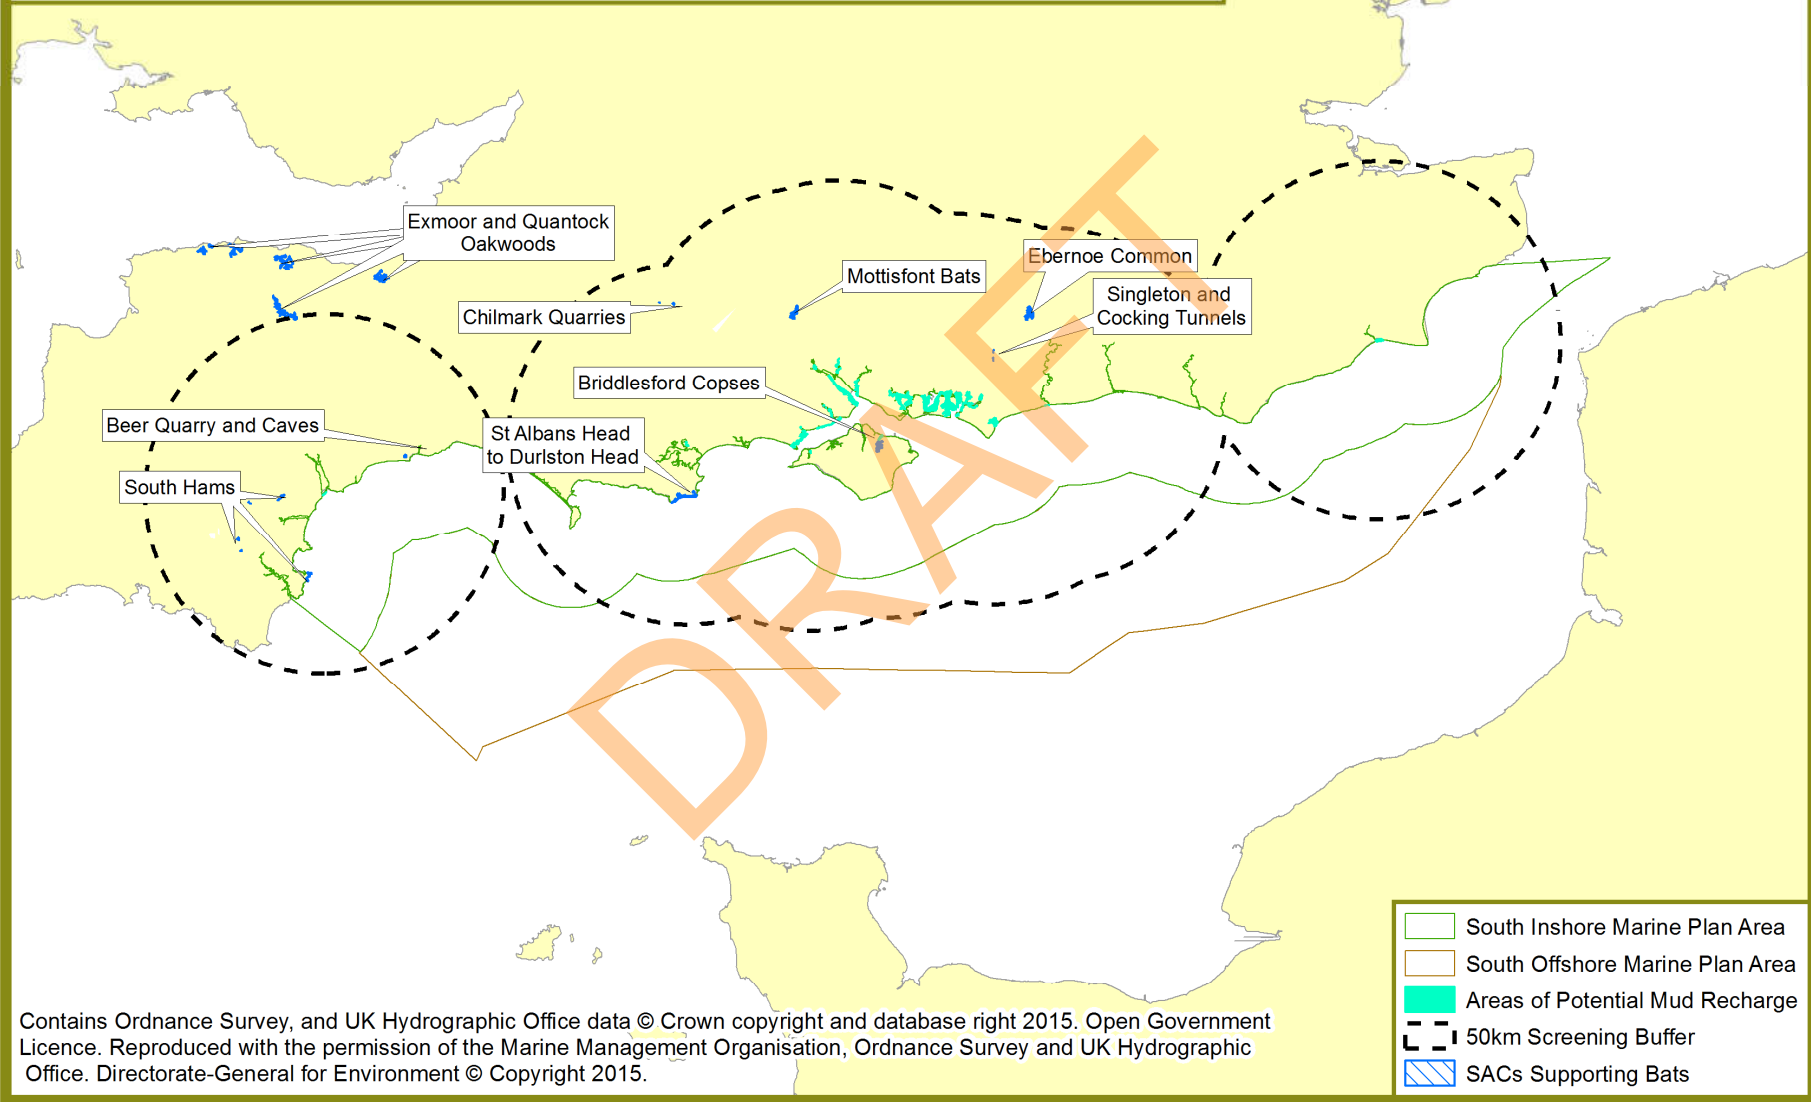 Exmoor and Quantock
Oakwoods
Ebernoe Common
Mottisfont Bats
Singleton and
Cocking Tunnels
Chilmark Quarries
Briddlesford Copses
Beer Quarry and Caves
St Albans Head
to Durlston Head
South Hams
DRAFT
South Inshore Marine Plan Area
South Offshore Marine Plan Area
Areas of Potential Mud Recharge
50km Screening Buffer
SACs Supporting Bats
Contains Ordnance Survey, and UK Hydrographic Office data © Crown copyright and database right 2015. Open Government
Licence. Reproduced with the permission of the Marine Management Organisation, Ordnance Survey and UK Hydrographic
Office. Directorate-General for Environment © Copyright 2015.